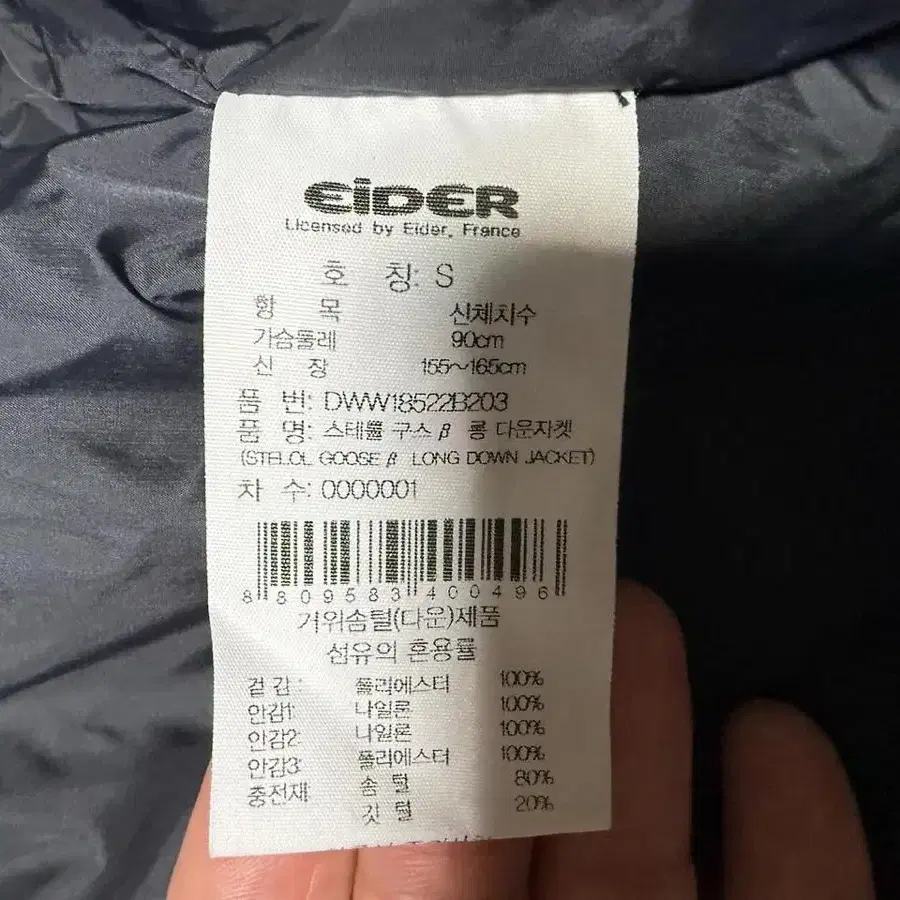 EiDER
Licensed by Eider, France
호 칭: S
항 목 신체치수
가슴둘레 90cm
신 장 155~165cm
품 번: DWW18522B203
품 명: 스테롤 구스 β 롱 다운자켓
(STELOL GOOSE β LONG DOWN JACKET)
차 수: 0000001
8 809583 400496
거위솜털(다운)제품
섬유의 혼용률
겉감: 폴리에스터 100%
안감1: 나일론 100%
안감2: 나일론 100%
안감3: 폴리에스터 100%
충전재 솜 털 80%
깃 털 20%